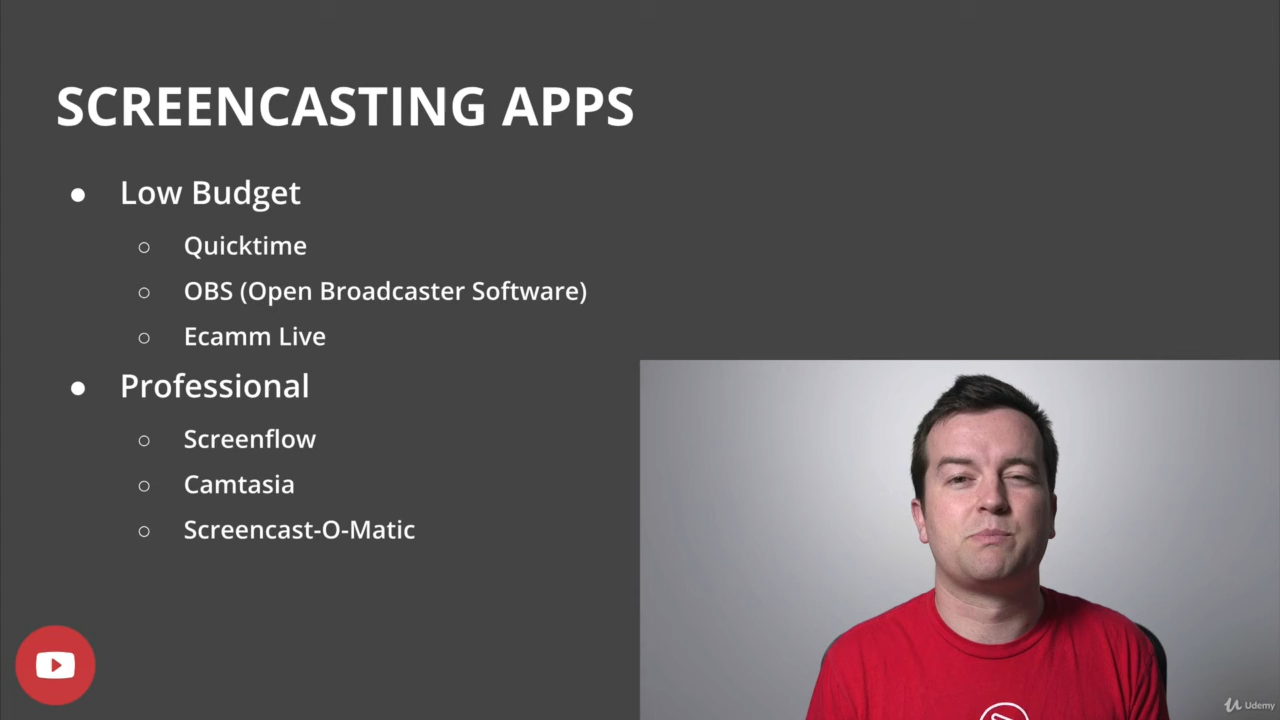 SCREENCASTING APPS
● Low Budget
○ Quicktime
○ OBS (Open Broadcaster Software)
○ Ecamm Live
● Professional
○ Screenflow
○ Camtasia
○ Screencast-O-Matic
Udemy